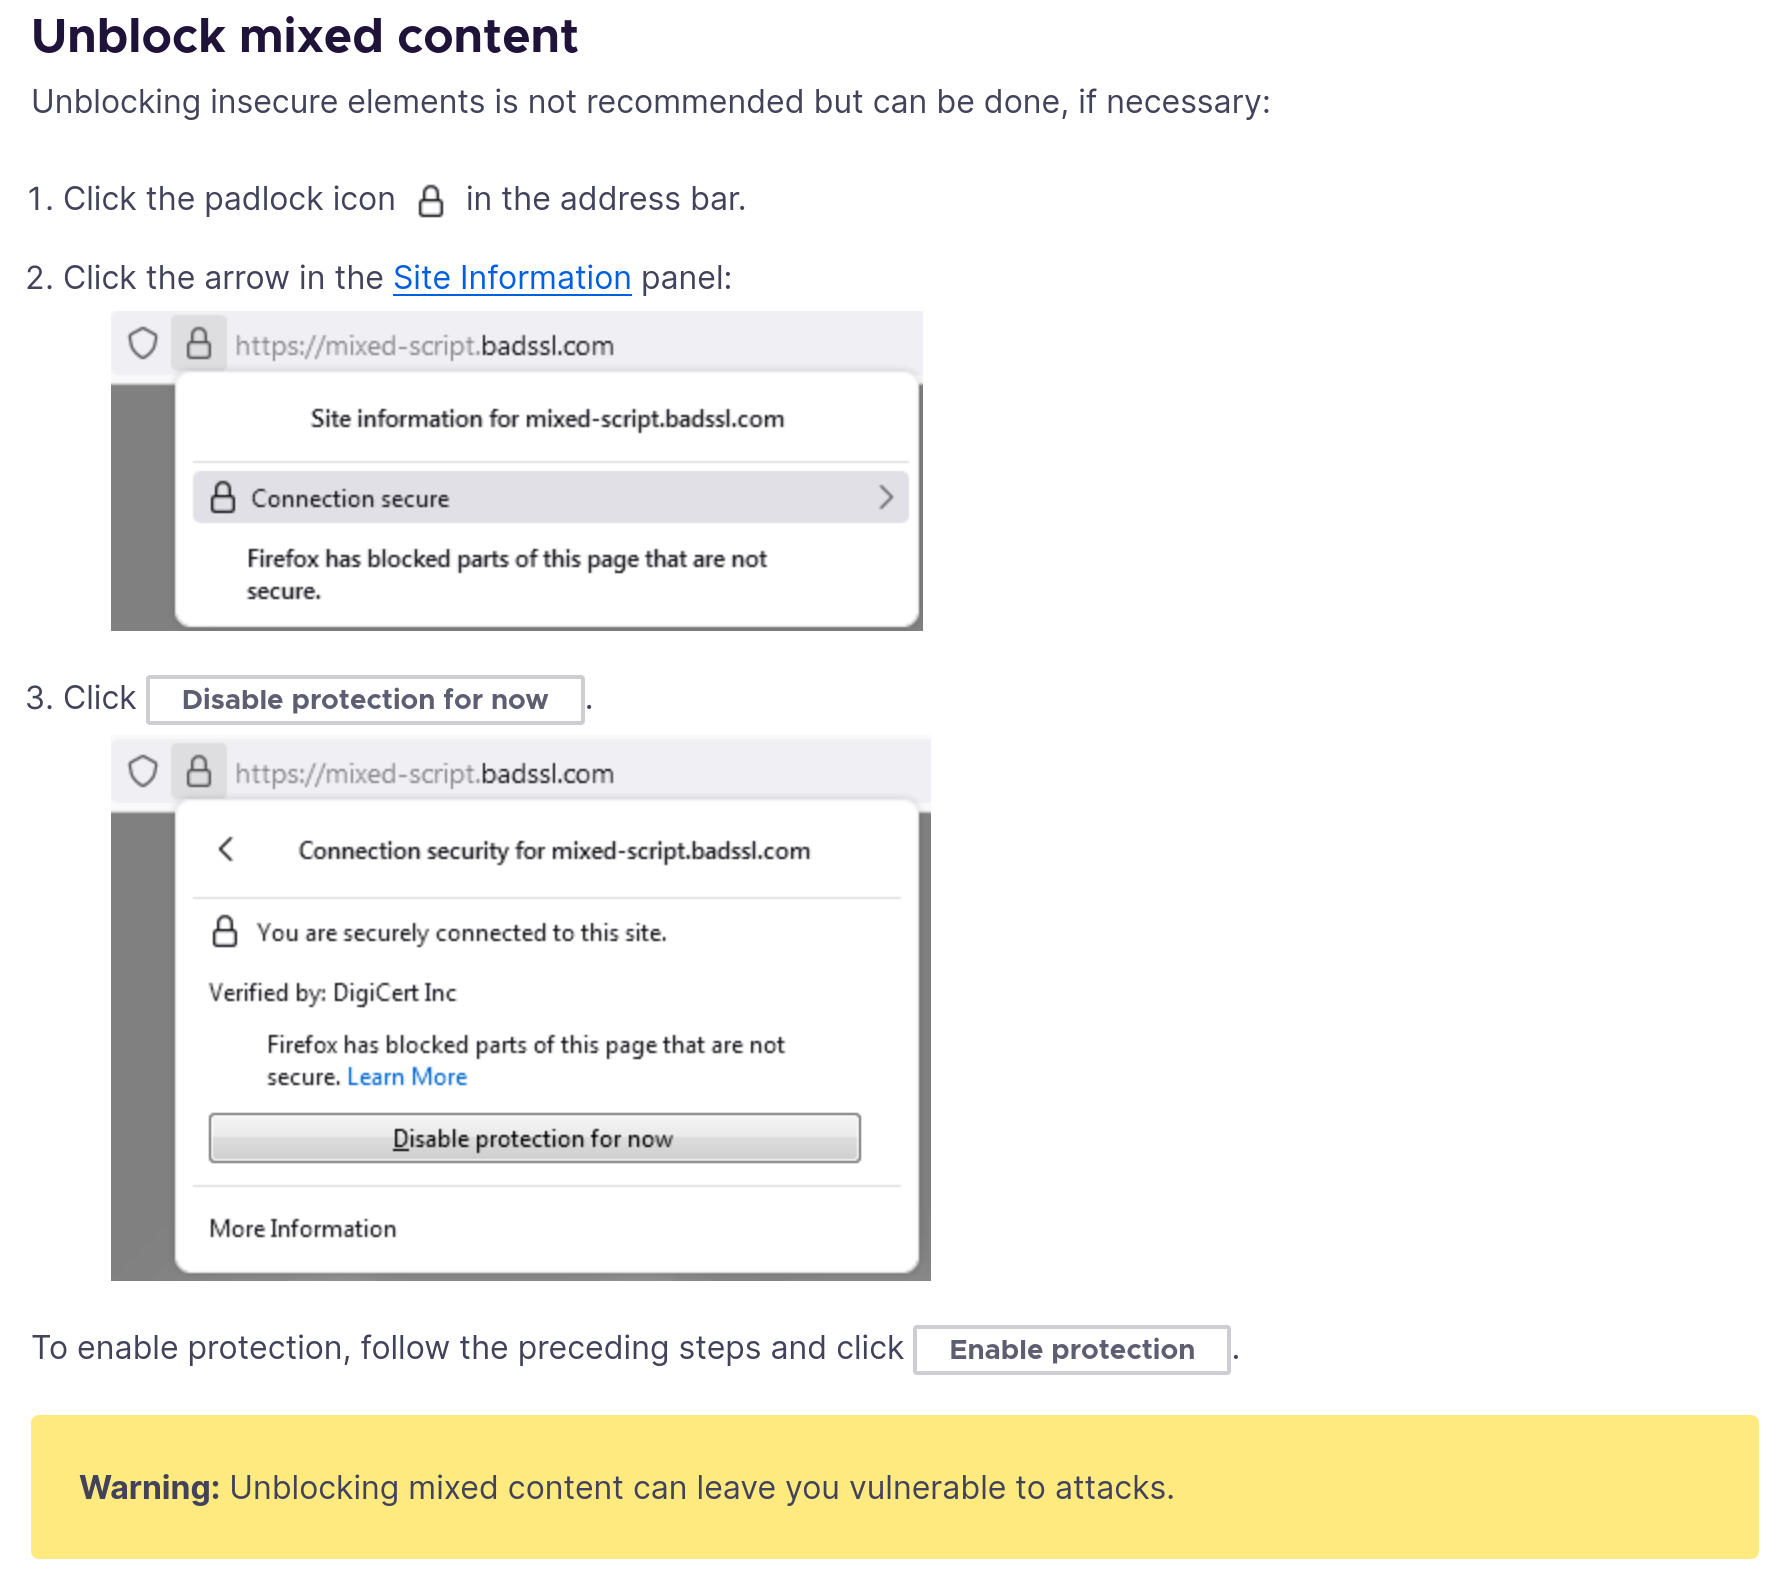 Unblock mixed content
Unblocking insecure elements is not recommended but can be done, if necessary:
1. Click the padlock icon in the address bar.
2. Click the arrow in the Site Information panel:
https://mixed-script.badssl.com
Site information for mixed-script.badssl.com
Connection secure
Firefox has blocked parts of this page that are not
secure.
3. Click Disable protection for now.
https://mixed-script.badssl.com
Connection security for mixed-script.badssl.com
You are securely connected to this site.
Verified by: DigiCert Inc
Firefox has blocked parts of this page that are not
secure. Learn More
Disable protection for now
More Information
To enable protection, follow the preceding steps and click Enable protection.
Warning: Unblocking mixed content can leave you vulnerable to attacks.